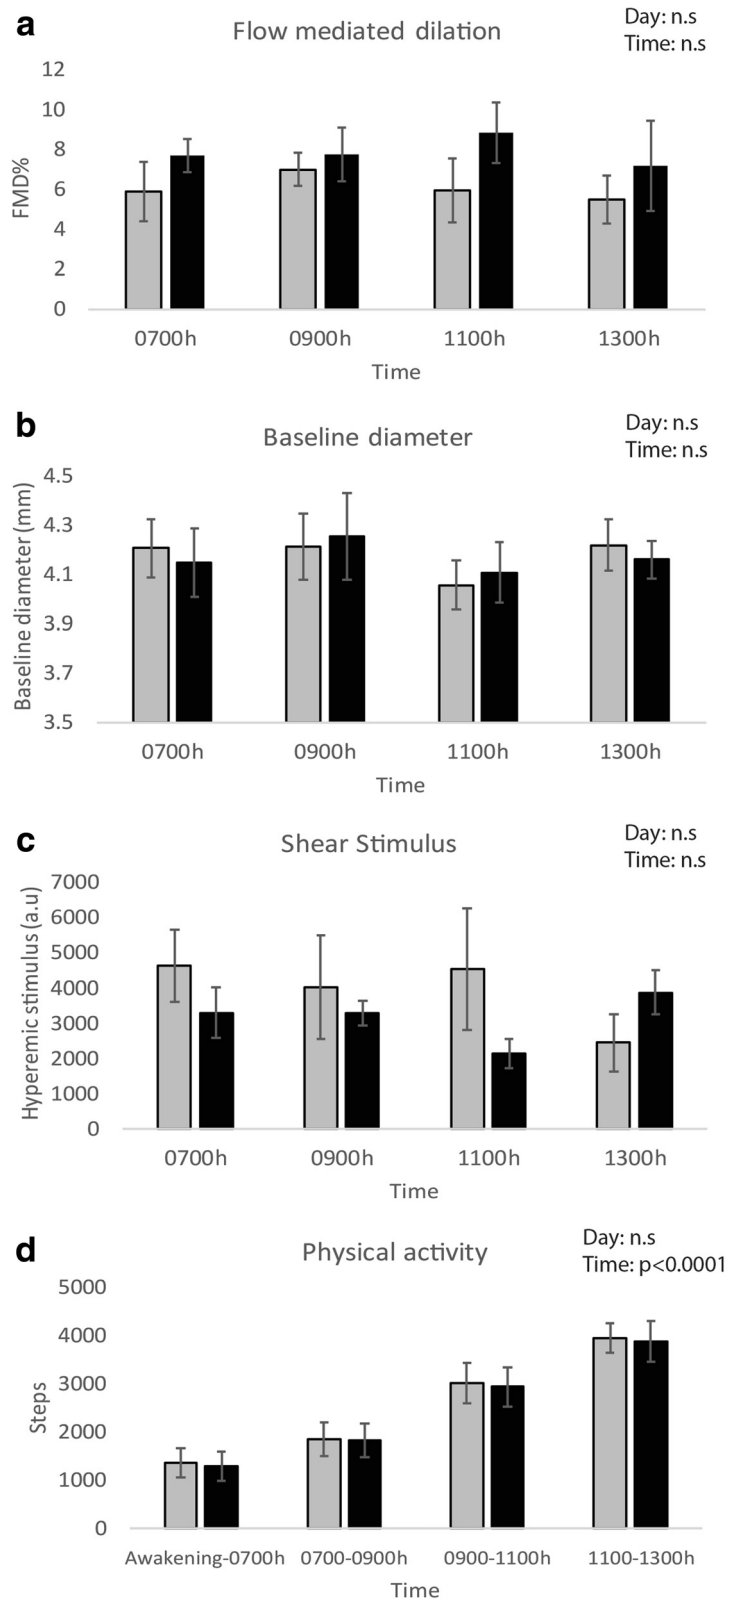 a
Flow mediated dilation
Day: n.s
Time: n.s
12
10
8
6
4
2
0
FMD%
0700h 0900h 1100h 1300h
Time
b
Baseline diameter
Day: n.s
Time: n.s
4.5
4.3
4.1
3.9
3.7
3.5
Baseline diameter (mm)
0700h 0900h 1100h 1300h
Time
c
Shear Stimulus
Day: n.s
Time: n.s
7000
6000
5000
4000
3000
2000
1000
0
Hyperemic stimulus (a.u)
0700h 0900h 1100h 1300h
Time
d
Physical activity
Day: n.s
Time: p<0.0001
5000
4000
3000
2000
1000
0
Steps
Awakening-0700h 0700-0900h 0900-1100h 1100-1300h
Time